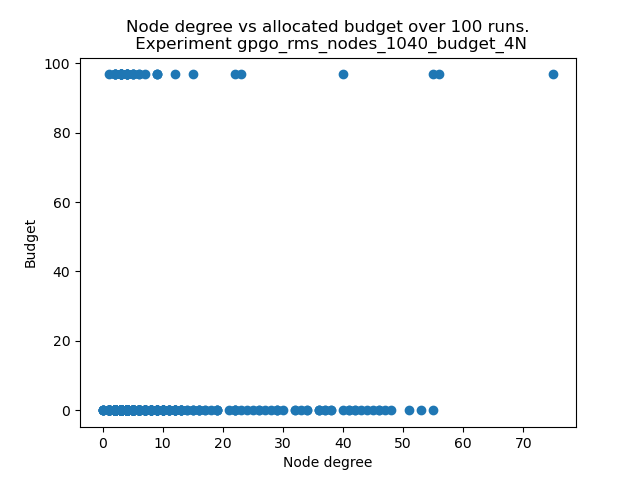 Node degree vs allocated budget over 100 runs.
Experiment gpgo_rms_nodes_1040_budget_4N
100
80
60
40
20
0
Budget
0 10 20 30 40 50 60 70
Node degree